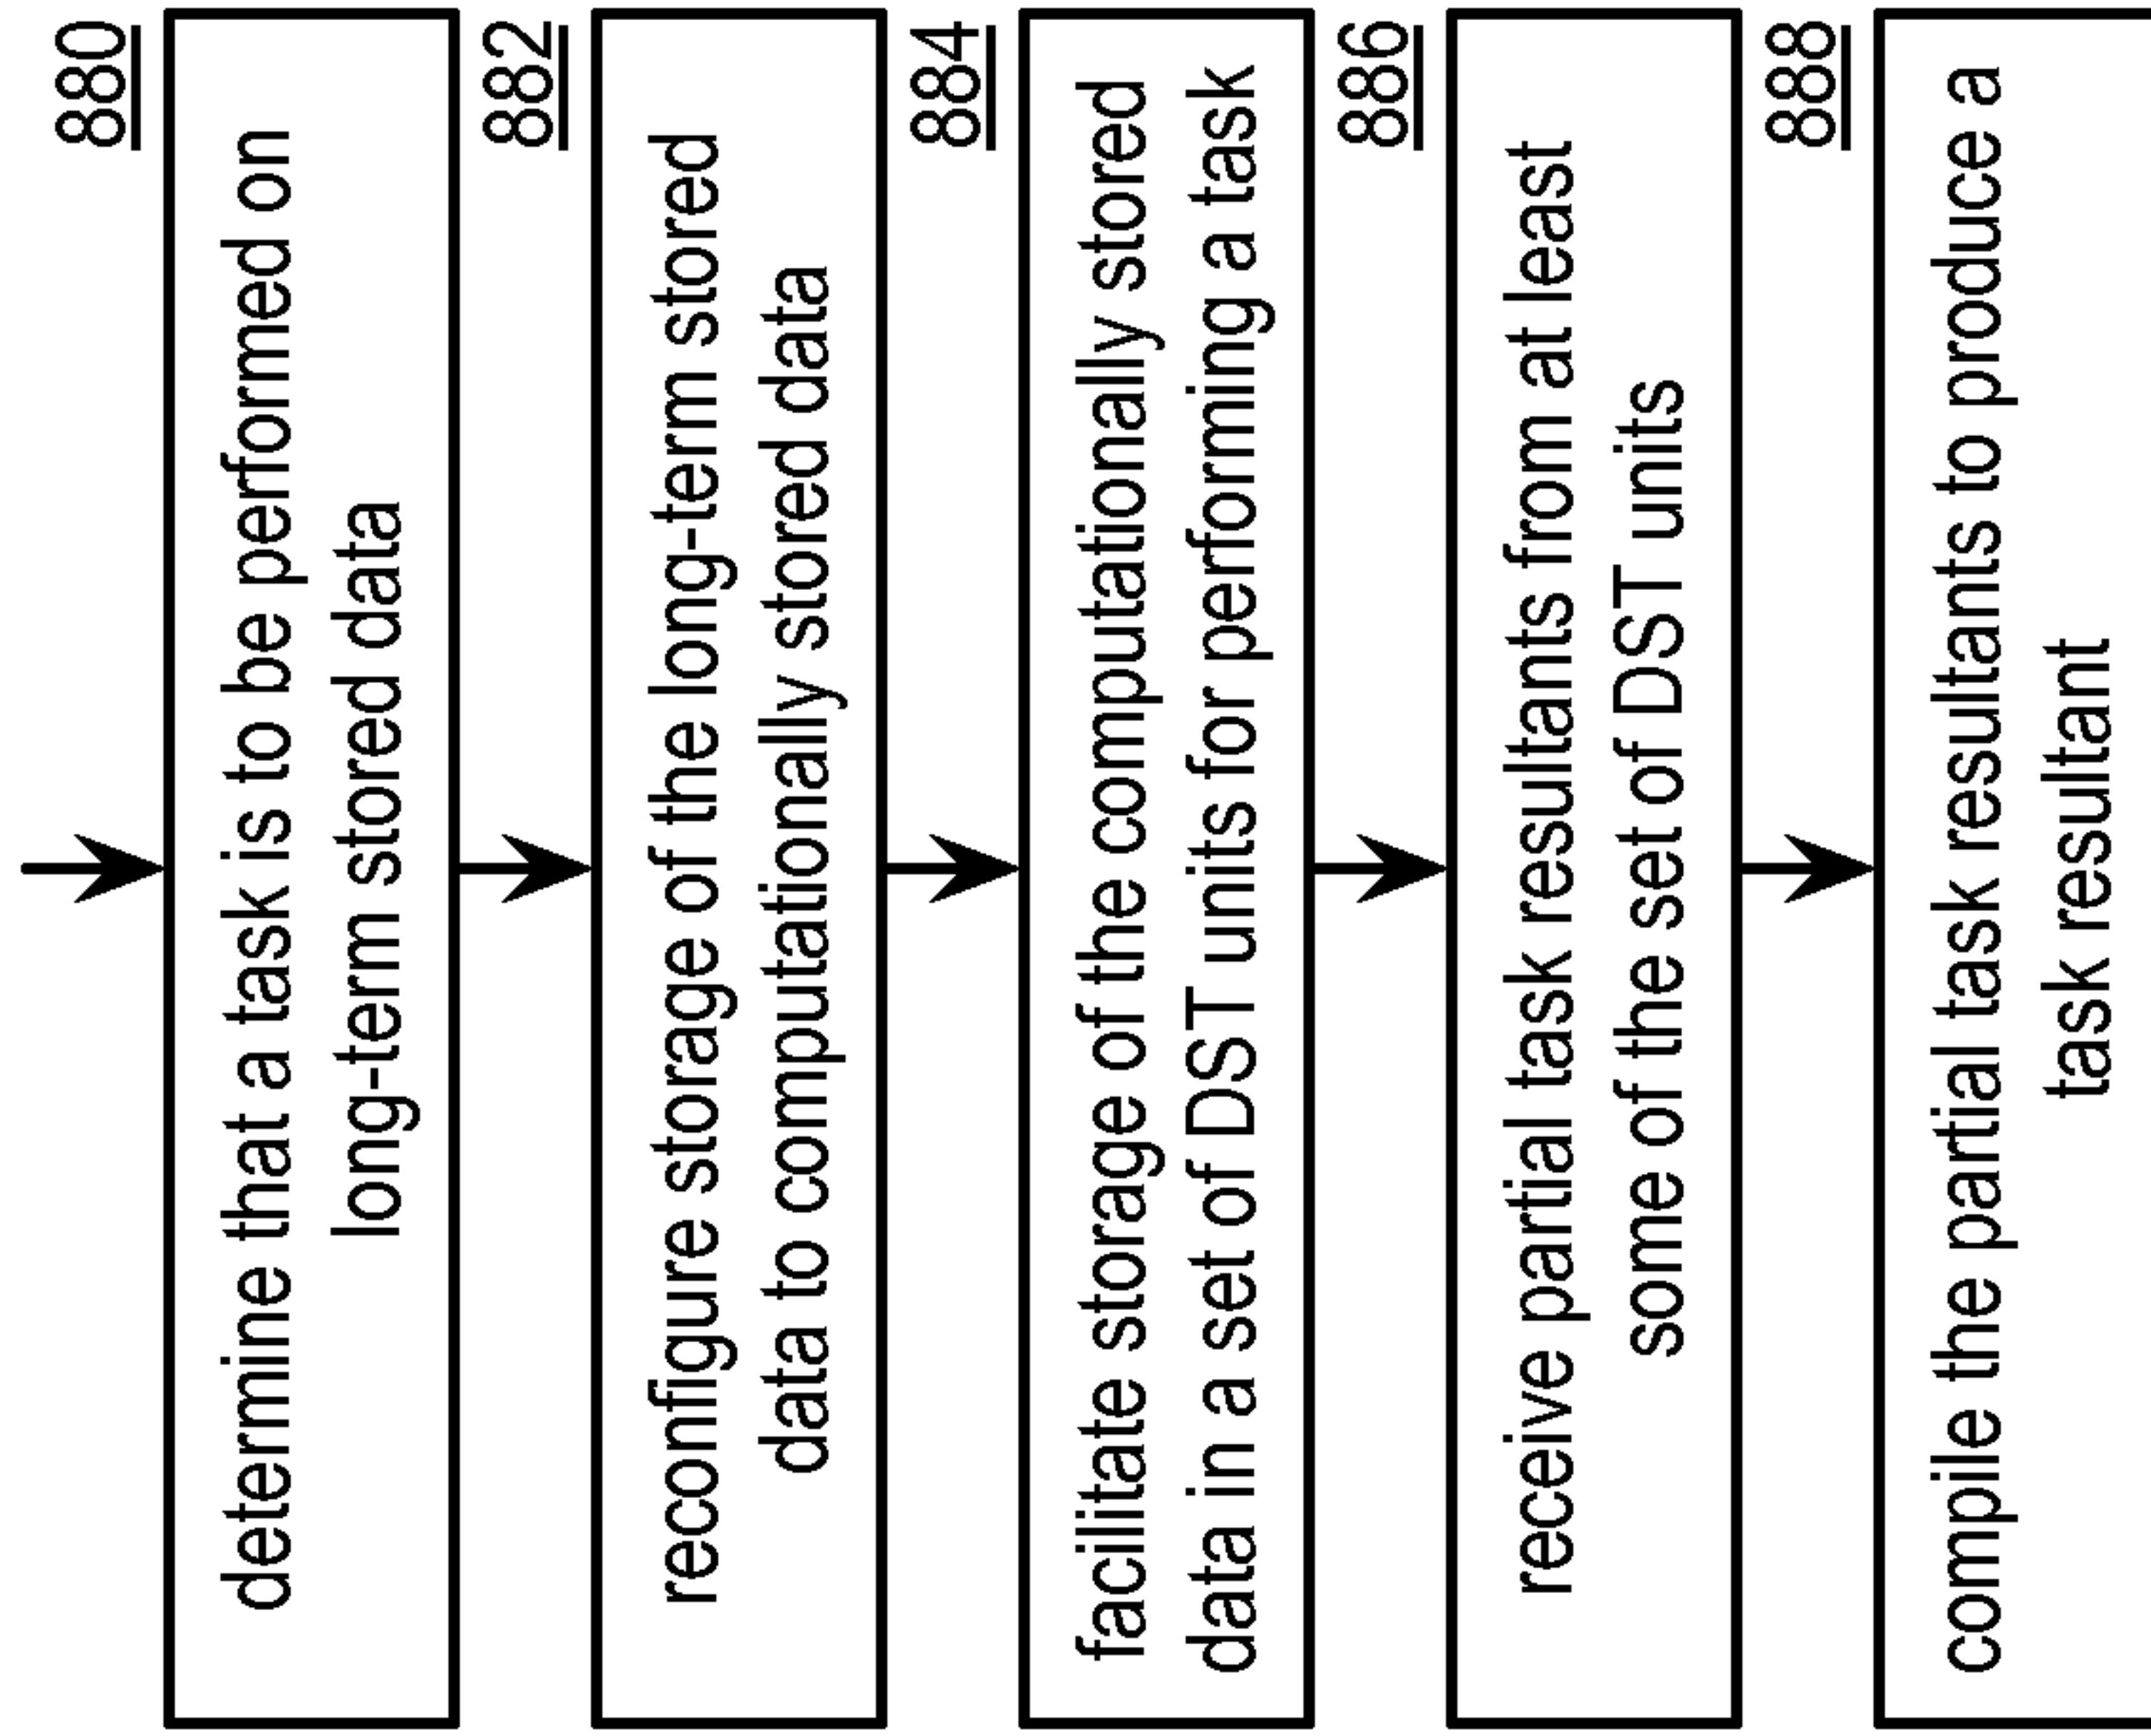 880
determine that a task is to be performed on
long-term stored data
882
reconfigure storage of the long-term stored
data to computationally stored data
884
facilitate storage of the computationally stored
data in a set of DST units for performing a task
886
receive partial task resultants from at least
some of the set of DST units
888
compile the partial task resultants to produce a
task resultant